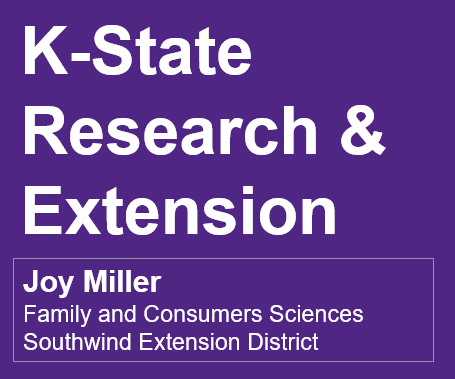 K-State
Research &
Extension
Joy Miller
Family and Consumers Sciences
Southwind Extension District